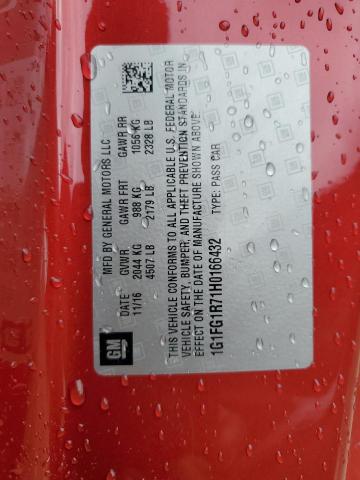 GM
MFD BY GENERAL MOTORS LLC
DATE GVWR GAWR FRT GAWR RR
11/16 2044 KG 988 KG 1056 KG
4507 LB 2179 LB 2328 LB
THIS VEHICLE CONFORMS TO ALL APPLICABLE U.S. FEDERAL MOTOR
VEHICLE SAFETY, BUMPER, AND THEFT PREVENTION STANDARDS IN
EFFECT ON THE DATE OF MANUFACTURE SHOWN ABOVE.
1G1FG1R71H0166432 TYPE: PASS CAR